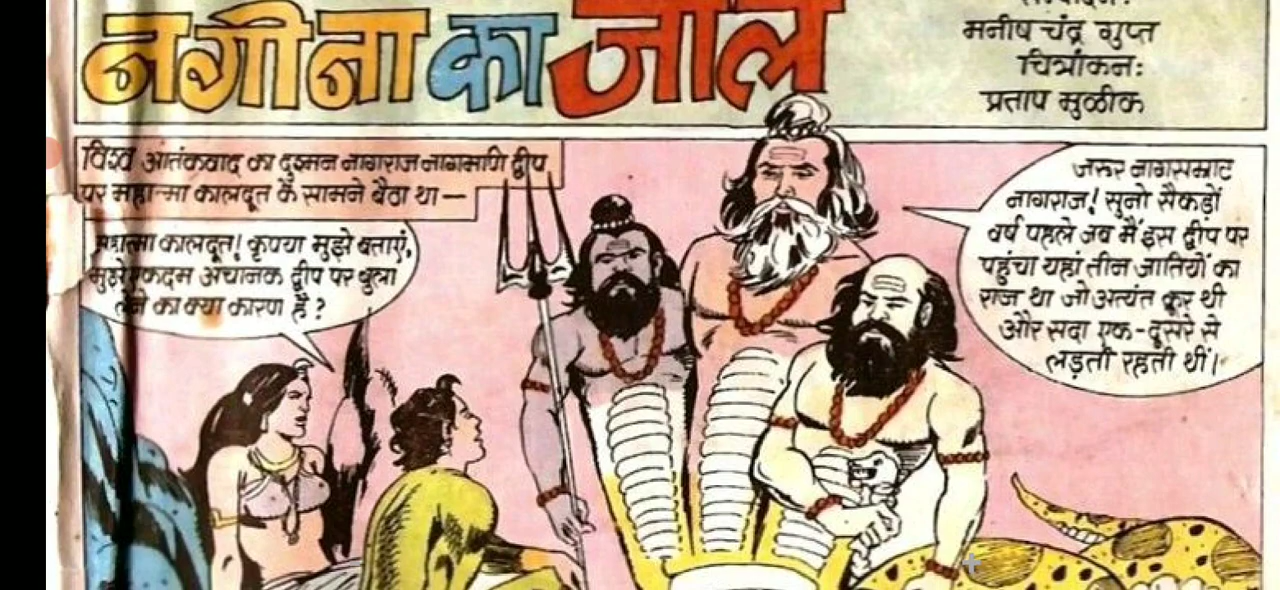 नगीना का जाल
मनीष चंद्र गुप्त
चित्रांकन:
प्रताप मुळीक
विश्व आतंकवाद का दुश्मन नागराज नागमणि द्वीप
पर महात्मा कालदूत के सामने बैठा था —
महात्मा कालदूत! कृपया मुझे बताएं,
मुझे एकदम अचानक द्वीप पर बुला
लेने का क्या कारण है?
जरूर नागसम्राट
नागराज! सुनो सैकड़ों
वर्ष पहले जब मैं इस द्वीप पर
पहुंचा यहां तीन जातियों का
राज था जो अत्यंत क्रूर थी
और सदा एक-दूसरे से
लड़ती रहती थीं।